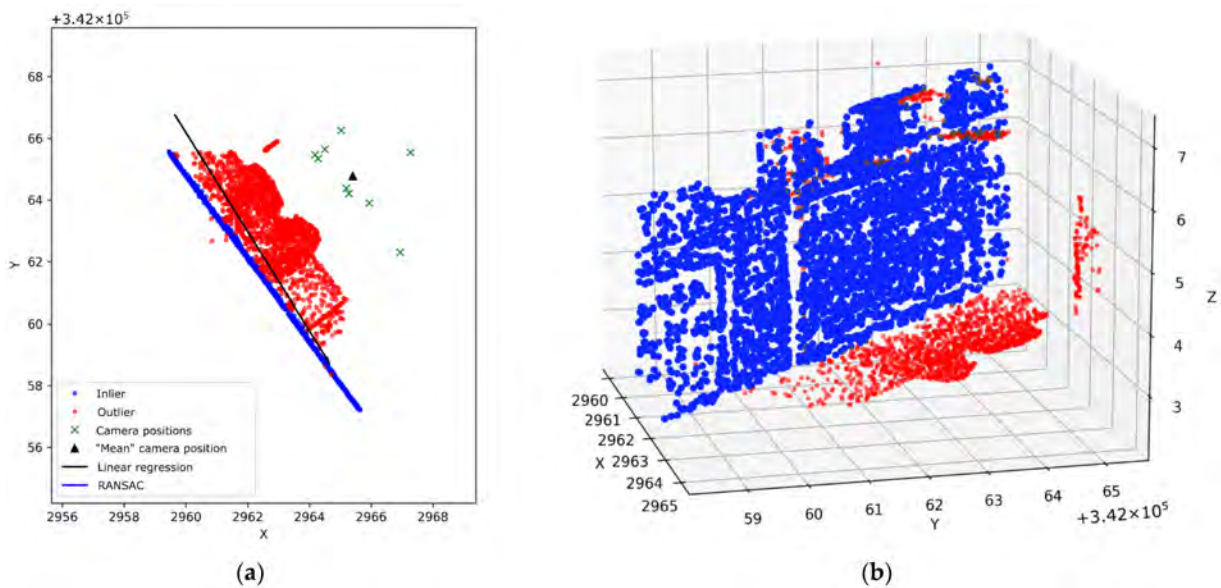 +3.42×10⁵
68
66
64
62
60
58
56
Y
Inlier
Outlier
Camera positions
"Mean" camera position
Linear regression
RANSAC
2956 2958 2960 2962 2964 2966 2968
X
(a)
7
6
5
4
3
Z
2960
2961
2962
2963
2964
2965
X
59 60 61 62 63 64 65
Y
+3.42×10⁵
(b)